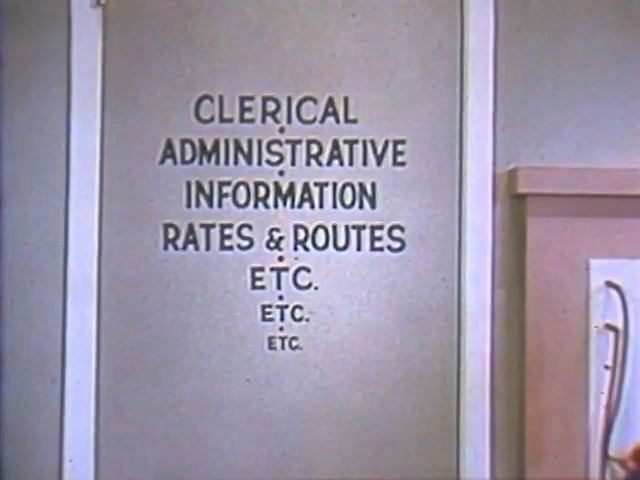 CLERICAL
ADMINISTRATIVE
INFORMATION
RATES & ROUTES
ETC.
ETC.
ETC.